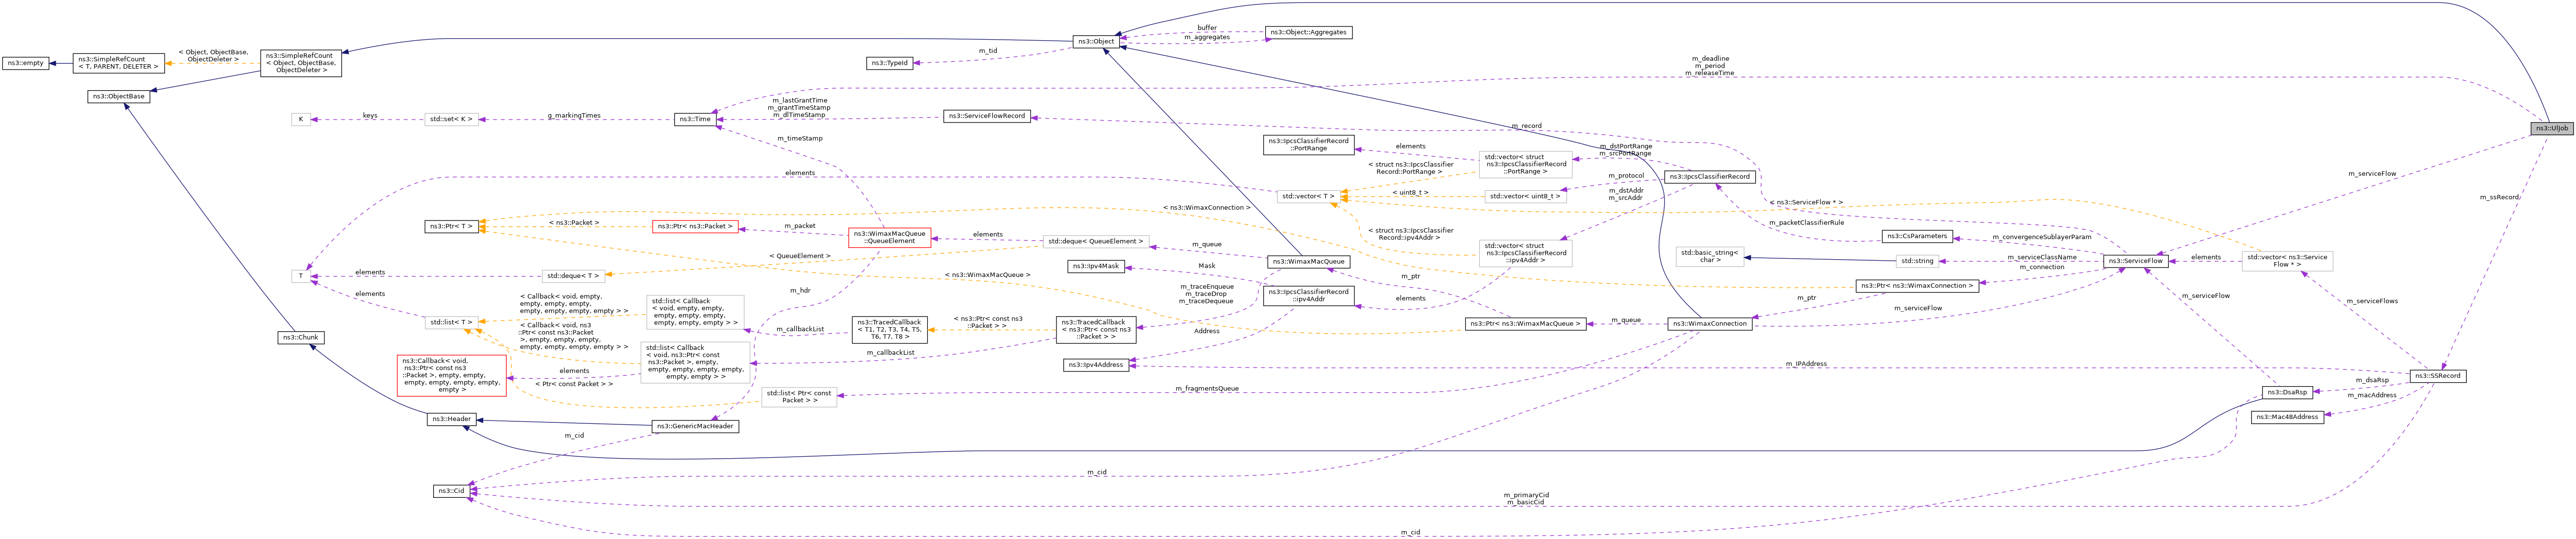 buffer
ns3::Object::Aggregates
m_aggregates
ns3::Object
< Object, ObjectBase,
ObjectDeleter >
ns3::SimpleRefCount
< Object, ObjectBase,
ObjectDeleter >
m_tid
ns3::empty
ns3::SimpleRefCount
< T, PARENT, DELETER >
ns3::TypeId
m_deadline
m_period
m_releaseTime
ns3::ObjectBase
m_lastGrantTime
m_grantTimeStamp
m_dlTimeStamp
K
keys
std::set< K >
g_markingTimes
ns3::Time
ns3::ServiceFlowRecord
m_record
ns3::UlJob
m_timeStamp
ns3::IpcsClassifierRecord
::PortRange
elements
std::vector< struct
ns3::IpcsClassifierRecord
::PortRange >
m_dstPortRange
m_srcPortRange
< struct ns3::IpcsClassifier
Record::PortRange >
elements
m_protocol
ns3::IpcsClassifierRecord
m_serviceFlow
std::vector< T >
< uint8_t >
std::vector< uint8_t >
m_dstAddr
m_srcAddr
m_ssRecord
< ns3::WimaxConnection >
< ns3::ServiceFlow * >
ns3::Ptr< T >
< ns3::Packet >
ns3::Ptr< ns3::Packet >
m_packet
ns3::WimaxMacQueue
::QueueElement
elements
std::deque< QueueElement >
m_queue
< struct ns3::IpcsClassifier
Record::ipv4Addr >
std::vector< struct
ns3::IpcsClassifierRecord
::ipv4Addr >
m_packetClassifierRule
ns3::CsParameters
m_convergenceSublayerParam
std::basic_string<
char >
std::string
m_serviceClassName
m_connection
ns3::ServiceFlow
elements
std::vector< ns3::Service
Flow * >
< QueueElement >
T
elements
std::deque< T >
< ns3::WimaxMacQueue >
ns3::Ipv4Mask
Mask
ns3::WimaxMacQueue
m_ptr
ns3::Ptr< ns3::WimaxConnection >
elements
m_hdr
m_traceEnqueue
m_traceDrop
m_traceDequeue
ns3::IpcsClassifierRecord
::ipv4Addr
elements
m_ptr
m_serviceFlow
m_serviceFlow
m_serviceFlows
< Callback< void, empty,
empty, empty, empty,
empty, empty, empty > >
std::list< Callback
< void, empty, empty,
empty, empty, empty,
empty, empty, empty > >
std::list< T >
< Callback< void, ns3
::Ptr< const ns3::Packet
>, empty, empty, empty,
empty, empty, empty > >
m_callbackList
ns3::TracedCallback
< T1, T2, T3, T4, T5,
T6, T7, T8 >
< ns3::Ptr< const ns3
::Packet > >
ns3::TracedCallback
< ns3::Ptr< const ns3
::Packet > >
Address
ns3::Ptr< ns3::WimaxMacQueue >
m_queue
ns3::WimaxConnection
ns3::Chunk
std::list< Callback
< void, ns3::Ptr< const
ns3::Packet >, empty,
empty, empty, empty, empty,
empty, empty > >
m_callbackList
ns3::Callback< void,
ns3::Ptr< const ns3
::Packet >, empty, empty,
empty, empty, empty, empty,
empty >
elements
< Ptr< const Packet > >
ns3::Ipv4Address
m_IPAddress
ns3::SSRecord
m_dsaRsp
m_macAddress
ns3::DsaRsp
std::list< Ptr< const
Packet > >
m_fragmentsQueue
ns3::Header
ns3::GenericMacHeader
ns3::Mac48Address
m_cid
m_cid
ns3::Cid
m_primaryCid
m_basicCid
m_cid